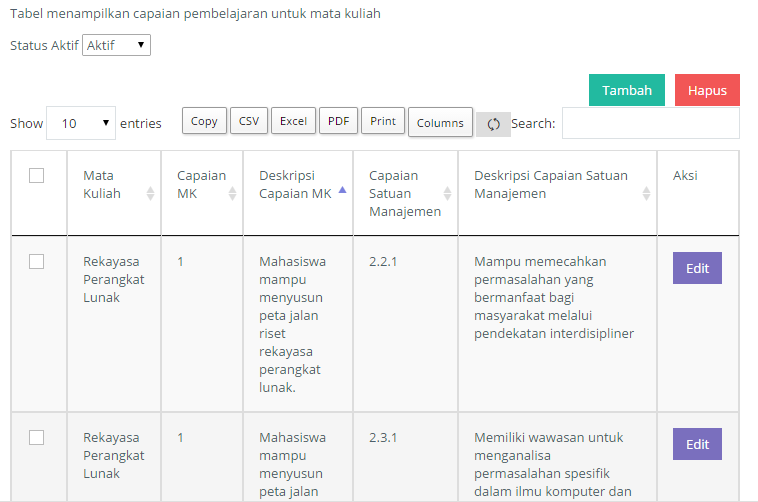 Tabel menampilkan capaian pembelajaran untuk mata kuliah
Status Aktif Aktif
Tambah Hapus
Show 10 entries Copy CSV Excel PDF Print Columns Search:
Mata
Kuliah
Capaian
MK
Deskripsi
Capaian MK
Capaian
Satuan
Manajemen
Deskripsi Capaian Satuan
Manajemen
Aksi
Rekayasa
Perangkat
Lunak
1
Mahasiswa
mampu
menyusun
peta jalan
riset
rekayasa
perangkat
lunak.
2.2.1
Mampu memecahkan
permasalahan yang
bermanfaat bagi
masyarakat melalui
pendekatan interdisipliner
Edit
Rekayasa
Perangkat
Lunak
1
Mahasiswa
mampu
menyusun
peta jalan
2.3.1
Memiliki wawasan untuk
menganalisa
permasalahan spesifik
dalam ilmu komputer dan
Edit